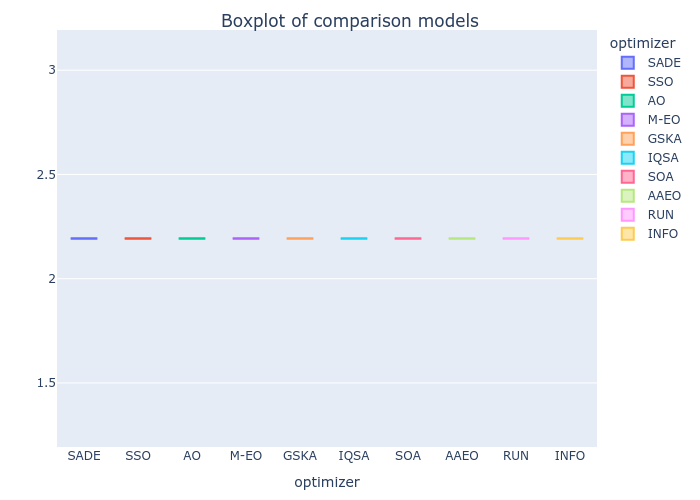 Boxplot of comparison models
optimizer
SADE
SSO
AO
M-EO
GSKA
IQSA
SOA
AAEO
RUN
INFO
3
2.5
2
1.5
SADE SSO AO M-EO GSKA IQSA SOA AAEO RUN INFO
optimizer